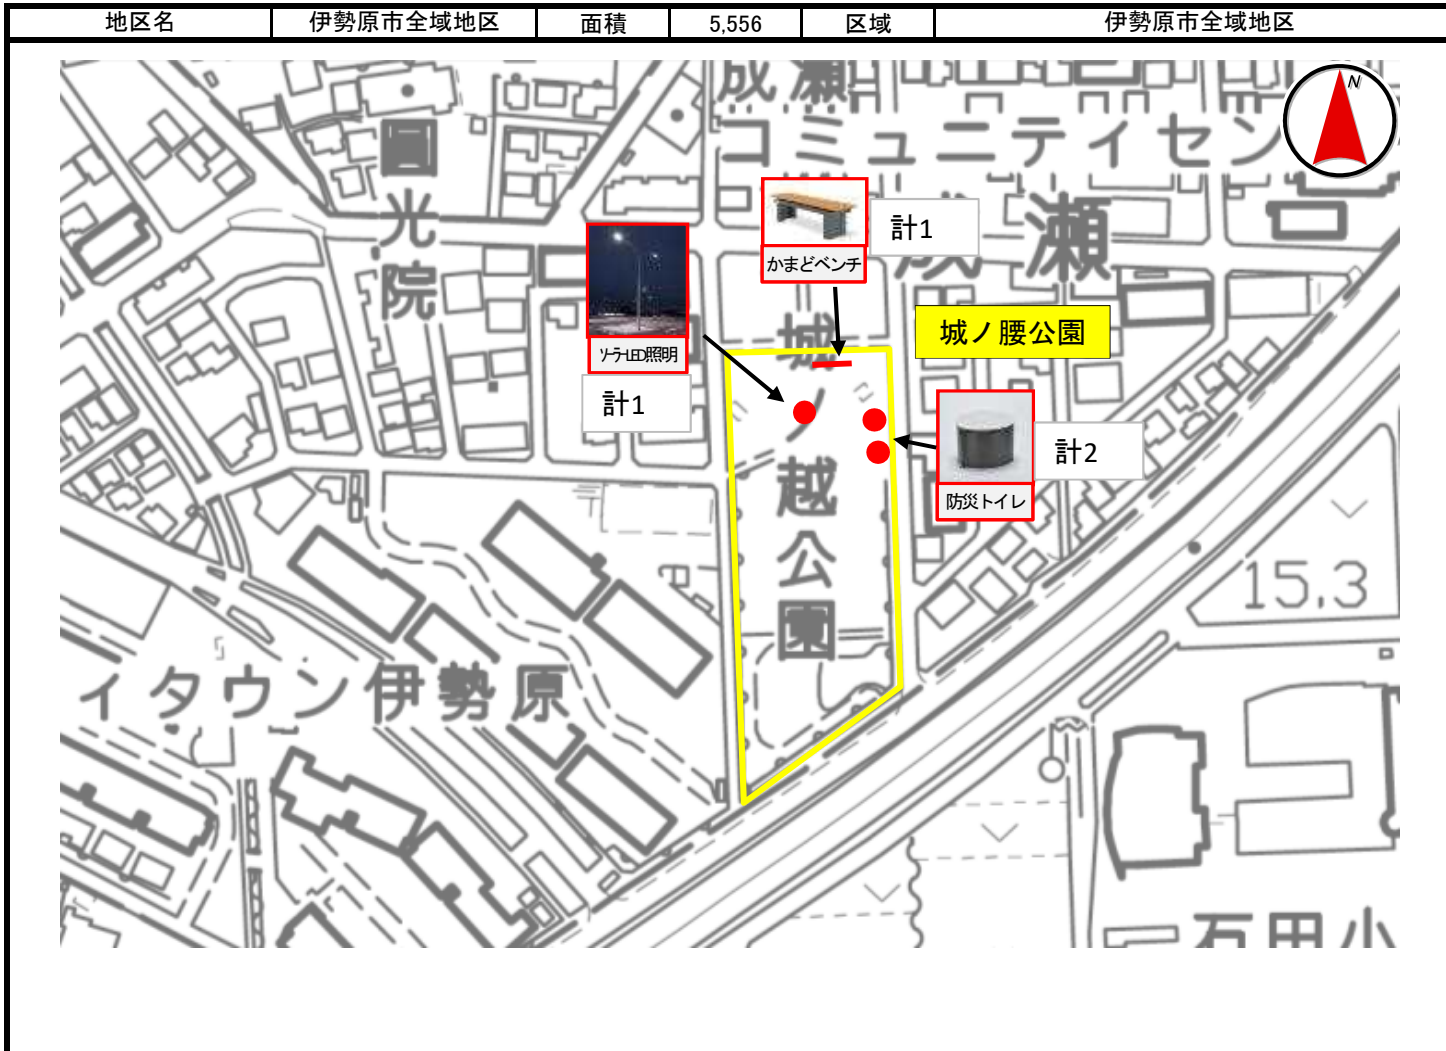 地区名 伊勢原市全域地区 面積 5,556 区域 伊勢原市全域地区
成瀬
コミュニティセン
N
圓光院
成瀬
計1
かまどベンチ
ソーラーLED照明
計1
城ノ腰公園
城ノ越公園
計2
防災トイレ
15.3
ィタウン伊勢原
石田小